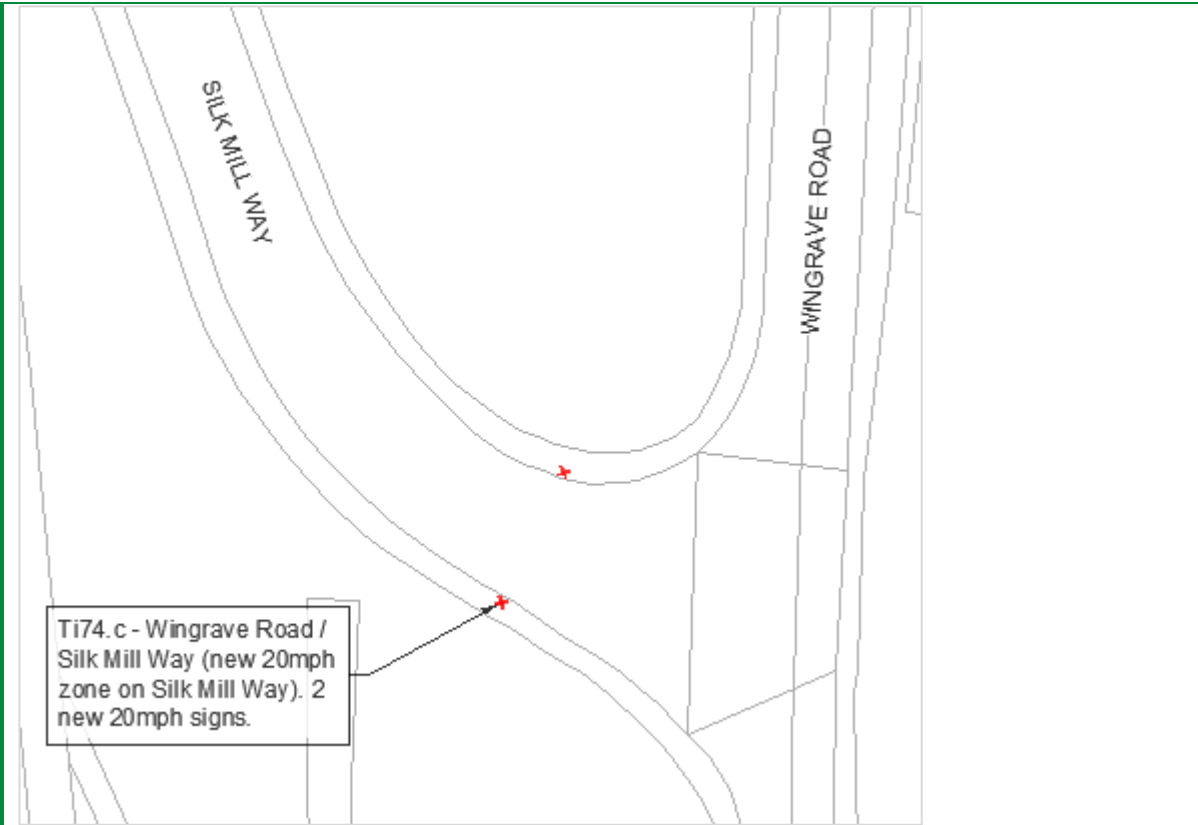 SILK MILL WAY
WINGRAVE ROAD
Ti74.c - Wingrave Road /
Silk Mill Way (new 20mph
zone on Silk Mill Way). 2
new 20mph signs.